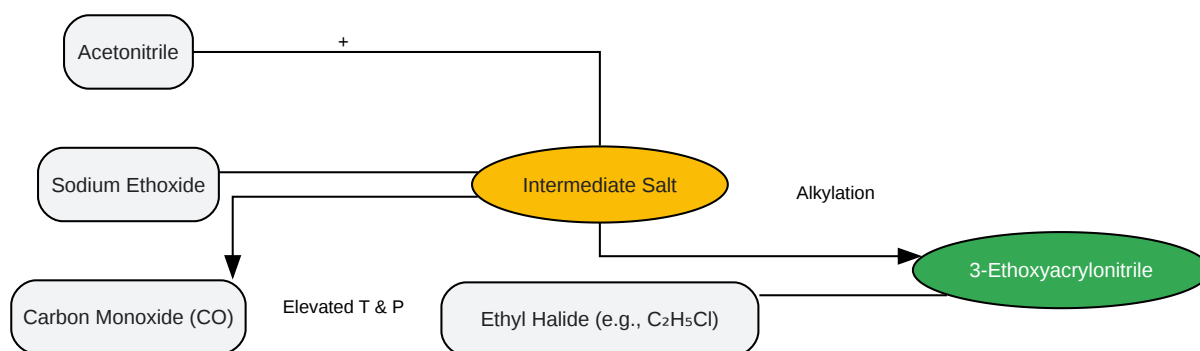 Acetonitrile
+
Sodium Ethoxide
Intermediate Salt
Alkylation
3-Ethoxyacrylonitrile
Carbon Monoxide (CO)
Elevated T & P
Ethyl Halide (e.g., C₂H₅Cl)